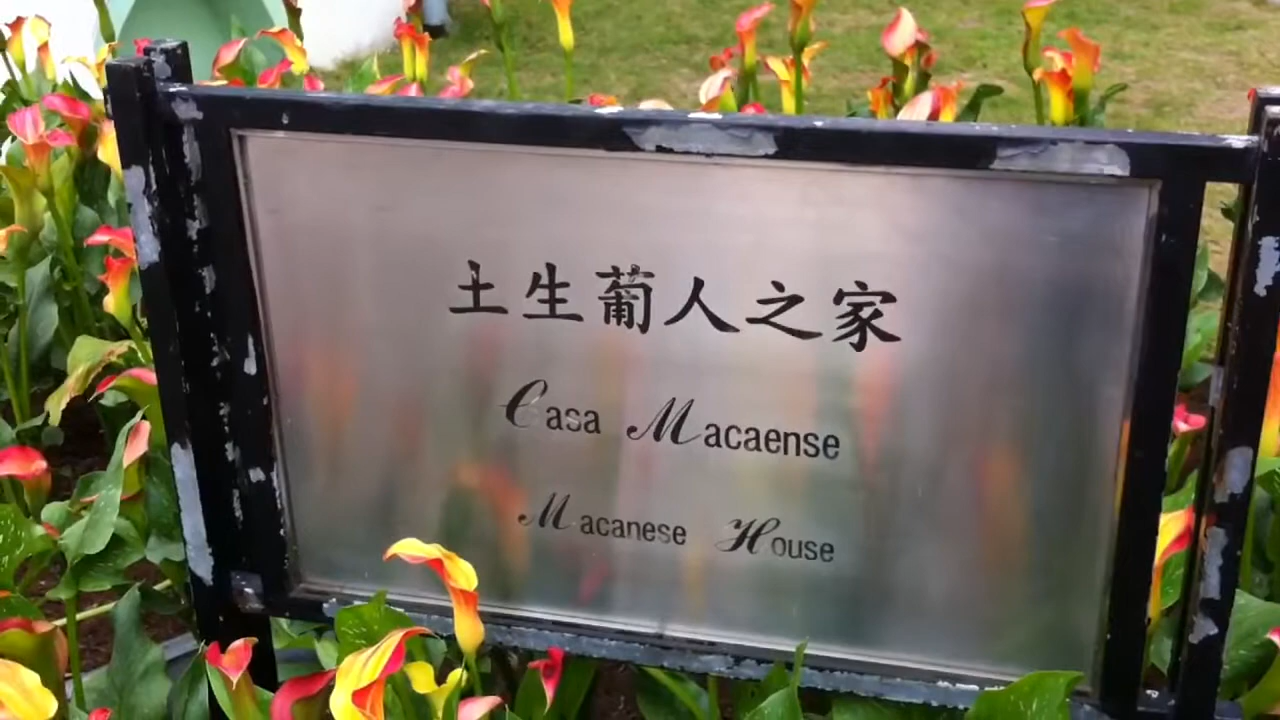 土生葡人之家
Casa Macaense
Macanese House